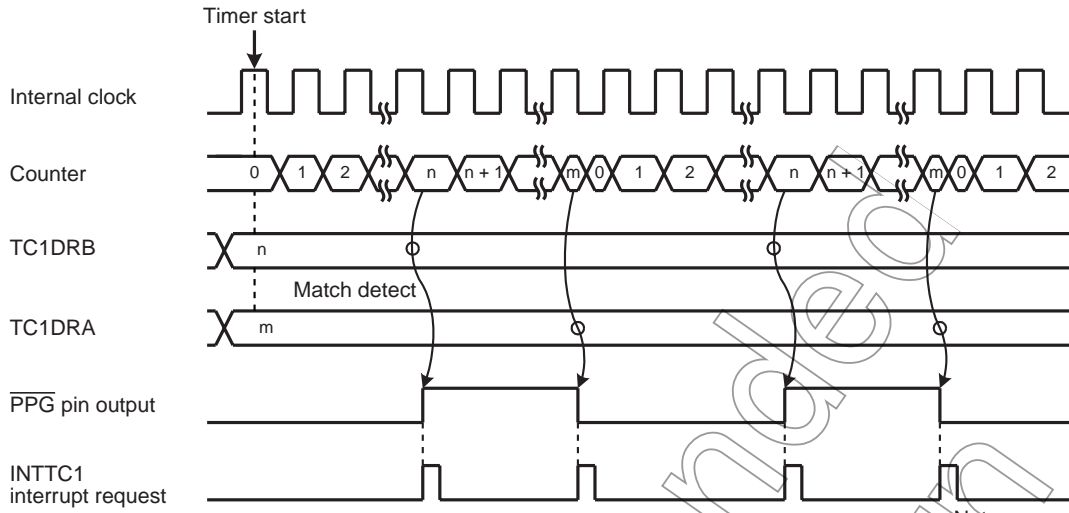 Timer start
Internal clock
Counter 0 1 2 n n + 1 m 0 1 2 n n + 1 m 0 1 2
TC1DRB n
Match detect
TC1DRA m
PPG pin output
INTTC1
interrupt request